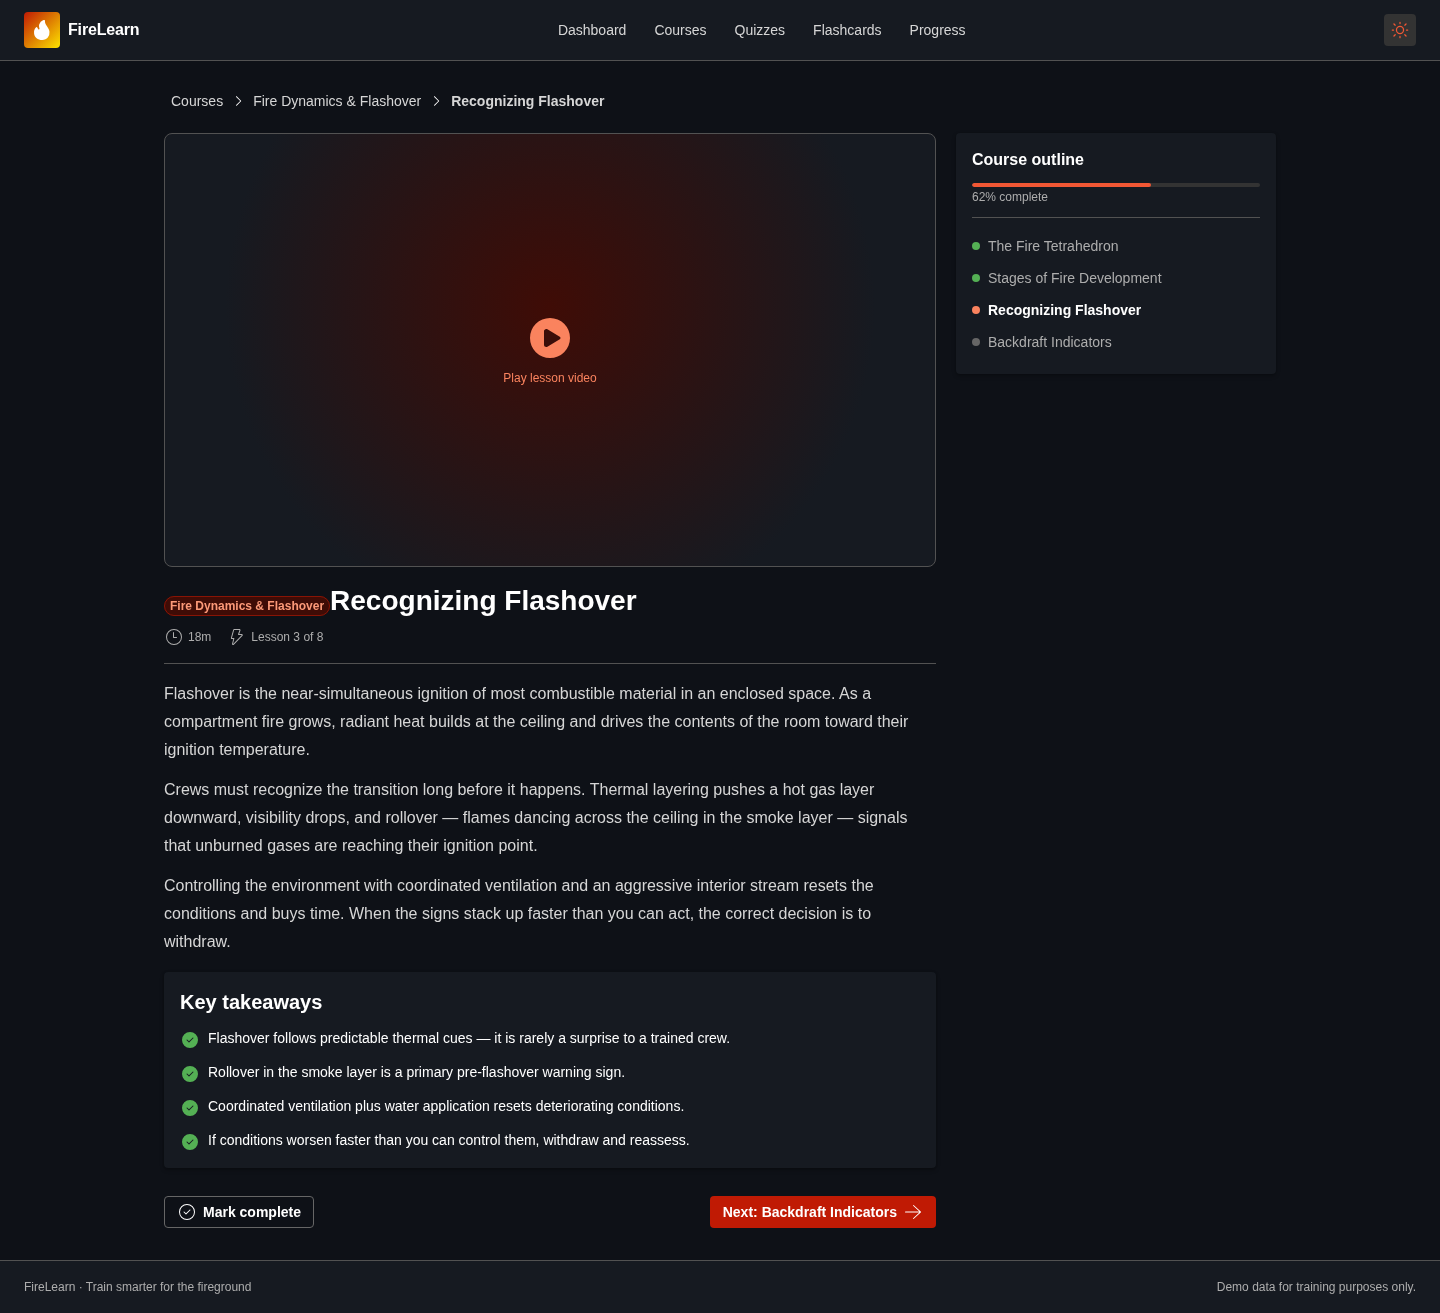 FireLearn
Dashboard Courses Quizzes Flashcards Progress
Courses > Fire Dynamics & Flashover > Recognizing Flashover
Play lesson video
Course outline
62% complete
The Fire Tetrahedron
Stages of Fire Development
Recognizing Flashover
Backdraft Indicators
Fire Dynamics & Flashover Recognizing Flashover
18m Lesson 3 of 8
Flashover is the near-simultaneous ignition of most combustible material in an enclosed space. As a
compartment fire grows, radiant heat builds at the ceiling and drives the contents of the room toward their
ignition temperature.
Crews must recognize the transition long before it happens. Thermal layering pushes a hot gas layer
downward, visibility drops, and rollover — flames dancing across the ceiling in the smoke layer — signals
that unburned gases are reaching their ignition point.
Controlling the environment with coordinated ventilation and an aggressive interior stream resets the
conditions and buys time. When the signs stack up faster than you can act, the correct decision is to
withdraw.
Key takeaways
Flashover follows predictable thermal cues — it is rarely a surprise to a trained crew.
Rollover in the smoke layer is a primary pre-flashover warning sign.
Coordinated ventilation plus water application resets deteriorating conditions.
If conditions worsen faster than you can control them, withdraw and reassess.
Mark complete
Next: Backdraft Indicators
FireLearn · Train smarter for the fireground
Demo data for training purposes only.